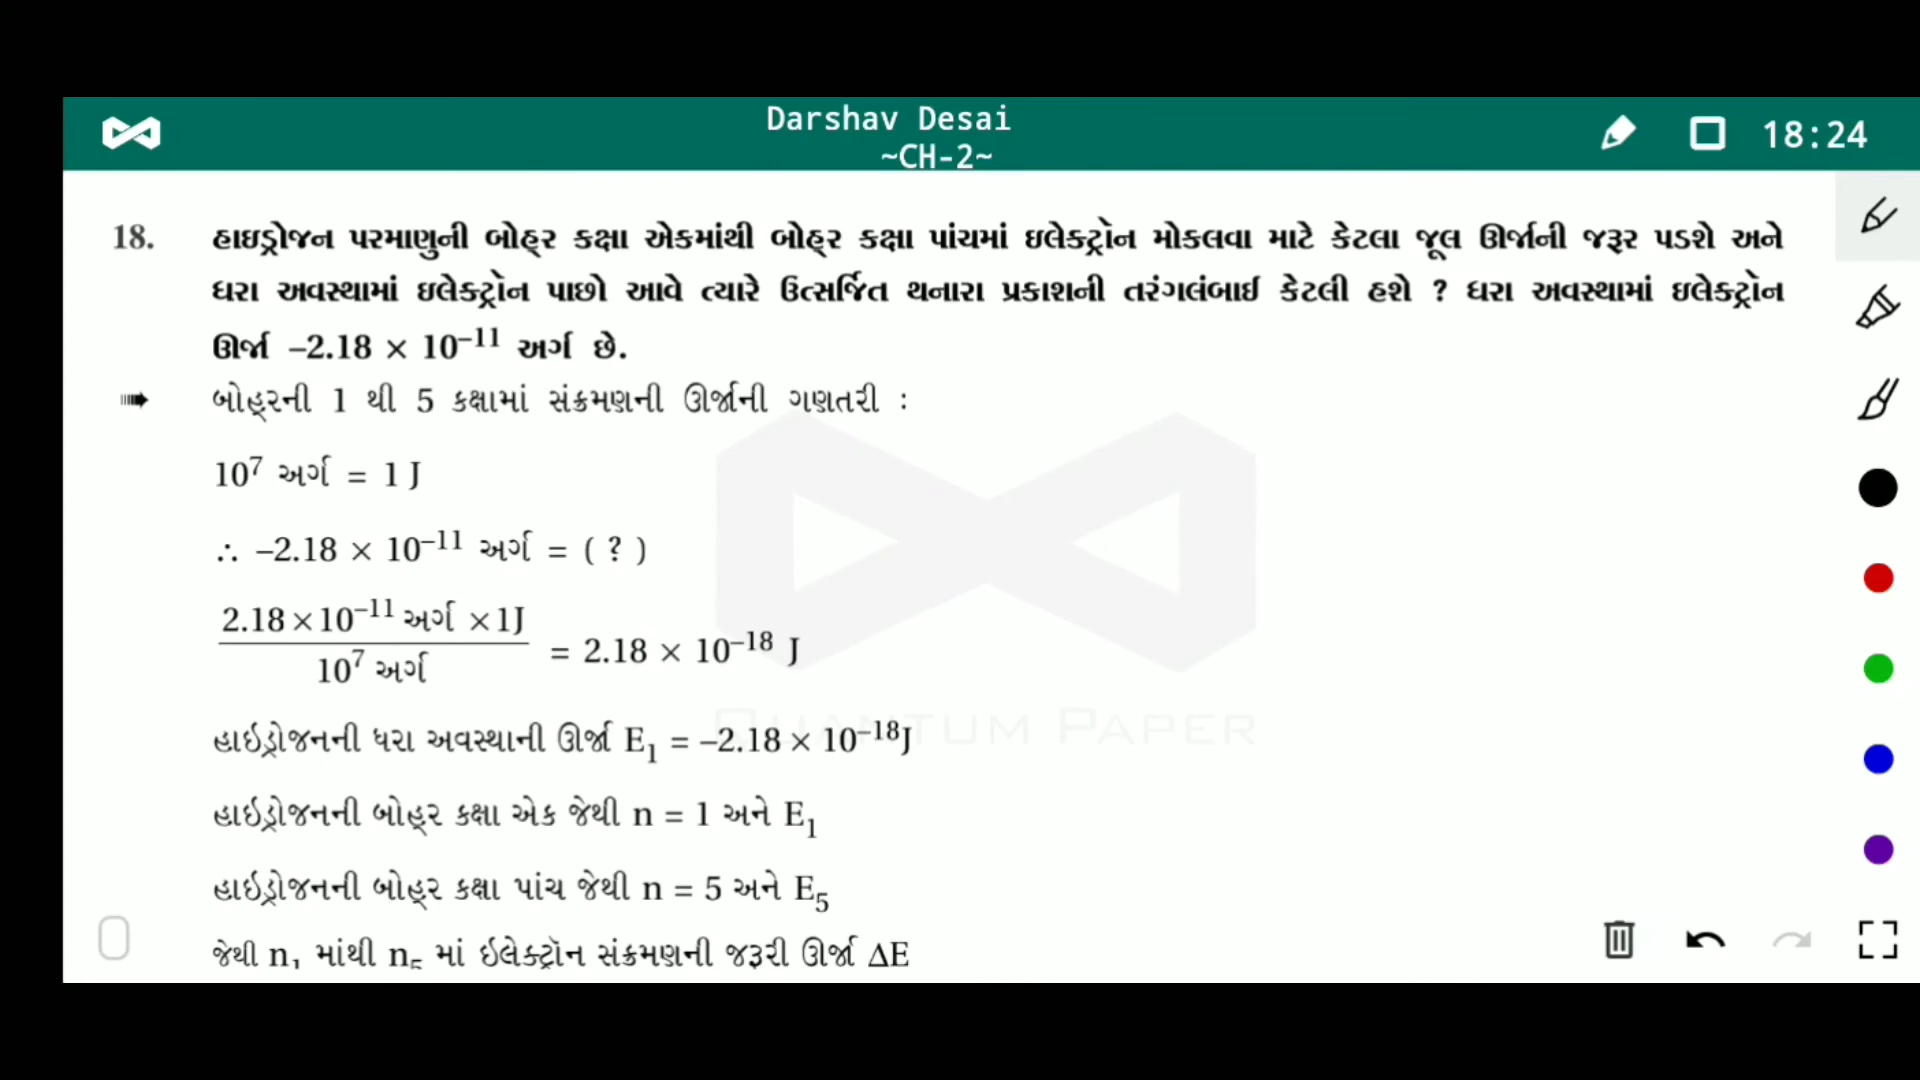 Darshav Desai
~CH-2~
18:24
18. હાઇડ્રોજન પરમાણુની બોહ્ર કક્ષા એકમાંથી બોહ્ર કક્ષા પાંચમાં ઇલેક્ટ્રોન મોકલવા માટે કેટલા જૂલ ઊર્જાની જરૂર પડશે અને
ધરા અવસ્થામાં ઇલેક્ટ્રોન પાછો આવે ત્યારે ઉત્સર્જિત થનારા પ્રકાશની તરંગલંબાઈ કેટલી હશે ? ધરા અવસ્થામાં ઇલેક્ટ્રોન
ઊર્જા –2.18 × 10⁻¹¹ અર્ગ છે.
➠ બોહ્રની 1 થી 5 કક્ષામાં સંક્રમણની ઊર્જાની ગણતરી :
10⁷ અર્ગ = 1 J
∴ –2.18 × 10⁻¹¹ અર્ગ = ( ? )
2.18×10⁻¹¹ અર્ગ ×1J
10⁷ અર્ગ
= 2.18 × 10⁻¹⁸ J
QUANTUM PAPER
હાઈડ્રોજનની ધરા અવસ્થાની ઊર્જા E₁ = –2.18 × 10⁻¹⁸J
હાઈડ્રોજનની બોહ્ર કક્ષા એક જેથી n = 1 અને E₁
હાઈડ્રોજનની બોહ્ર કક્ષા પાંચ જેથી n = 5 અને E₅
જેથી n₁ માંથી n₅ માં ઈલેક્ટ્રૉન સંક્રમણની જરૂરી ઊર્જા ΔE